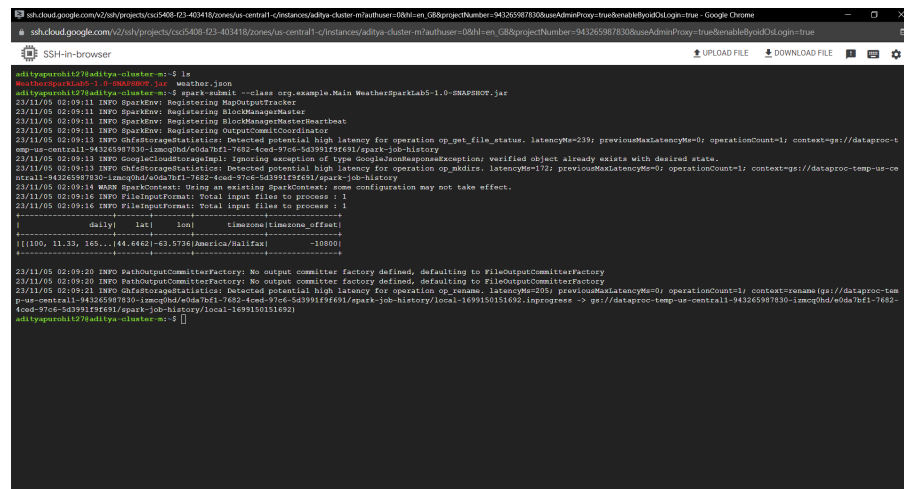 ssh.cloud.google.com/v2/ssh/projects/csci5408-f23-403418/zones/us-central1-c/instances/aditya-cluster-m?authuser=0&hl=en_GB&projectNumber=943265987830&useAdminProxy=true&enableByoidOsLogin=true - Google Chrome
ssh.cloud.google.com/v2/ssh/projects/csci5408-f23-403418/zones/us-central1-c/instances/aditya-cluster-m?authuser=0&hl=en_GB&projectNumber=943265987830&useAdminProxy=true&enableByoidOsLogin=true
SSH-in-browser
UPLOAD FILE
DOWNLOAD FILE
adityapurohit27@aditya-cluster-m:~$ ls
WeatherSparkLab5-1.0-SNAPSHOT.jar  weather.json
adityapurohit27@aditya-cluster-m:~$ spark-submit --class org.example.Main WeatherSparkLab5-1.0-SNAPSHOT.jar
23/11/05 02:09:11 INFO SparkEnv: Registering MapOutputTracker
23/11/05 02:09:11 INFO SparkEnv: Registering BlockManagerMaster
23/11/05 02:09:11 INFO SparkEnv: Registering BlockManagerMasterHeartbeat
23/11/05 02:09:11 INFO SparkEnv: Registering OutputCommitCoordinator
23/11/05 02:09:13 INFO GhfsStorageStatistics: Detected potential high latency for operation op_get_file_status. latencyMs=239; previousMaxLatencyMs=0; operationCount=1; context=gs://dataproc-t
emp-us-central1-943265987830-izmcq0hd/e0da7bf1-7682-4ced-97c6-5d3991f9f691/spark-job-history
23/11/05 02:09:13 INFO GoogleCloudStorageImpl: Ignoring exception of type GoogleJsonResponseException; verified object already exists with desired state.
23/11/05 02:09:13 INFO GhfsStorageStatistics: Detected potential high latency for operation op_mkdirs. latencyMs=172; previousMaxLatencyMs=0; operationCount=1; context=gs://dataproc-temp-us-ce
ntral1-943265987830-izmcq0hd/e0da7bf1-7682-4ced-97c6-5d3991f9f691/spark-job-history
23/11/05 02:09:14 WARN SparkContext: Using an existing SparkContext; some configuration may not take effect.
23/11/05 02:09:16 INFO FileInputFormat: Total input files to process : 1
23/11/05 02:09:16 INFO FileInputFormat: Total input files to process : 1
+--------------------+-------+--------+---------------+---------------+
|               daily|    lat|     lon|       timezone|timezone_offset|
+--------------------+-------+--------+---------------+---------------+
|[{100, 11.33, 165...|44.6462|-63.5736|America/Halifax|         -10800|
+--------------------+-------+--------+---------------+---------------+
23/11/05 02:09:20 INFO PathOutputCommitterFactory: No output committer factory defined, defaulting to FileOutputCommitterFactory
23/11/05 02:09:20 INFO PathOutputCommitterFactory: No output committer factory defined, defaulting to FileOutputCommitterFactory
23/11/05 02:09:21 INFO GhfsStorageStatistics: Detected potential high latency for operation op_rename. latencyMs=205; previousMaxLatencyMs=0; operationCount=1; context=rename(gs://dataproc-tem
p-us-central1-943265987830-izmcq0hd/e0da7bf1-7682-4ced-97c6-5d3991f9f691/spark-job-history/local-1699150151692.inprogress -> gs://dataproc-temp-us-central1-943265987830-izmcq0hd/e0da7bf1-7682-
4ced-97c6-5d3991f9f691/spark-job-history/local-1699150151692)
adityapurohit27@aditya-cluster-m:~$